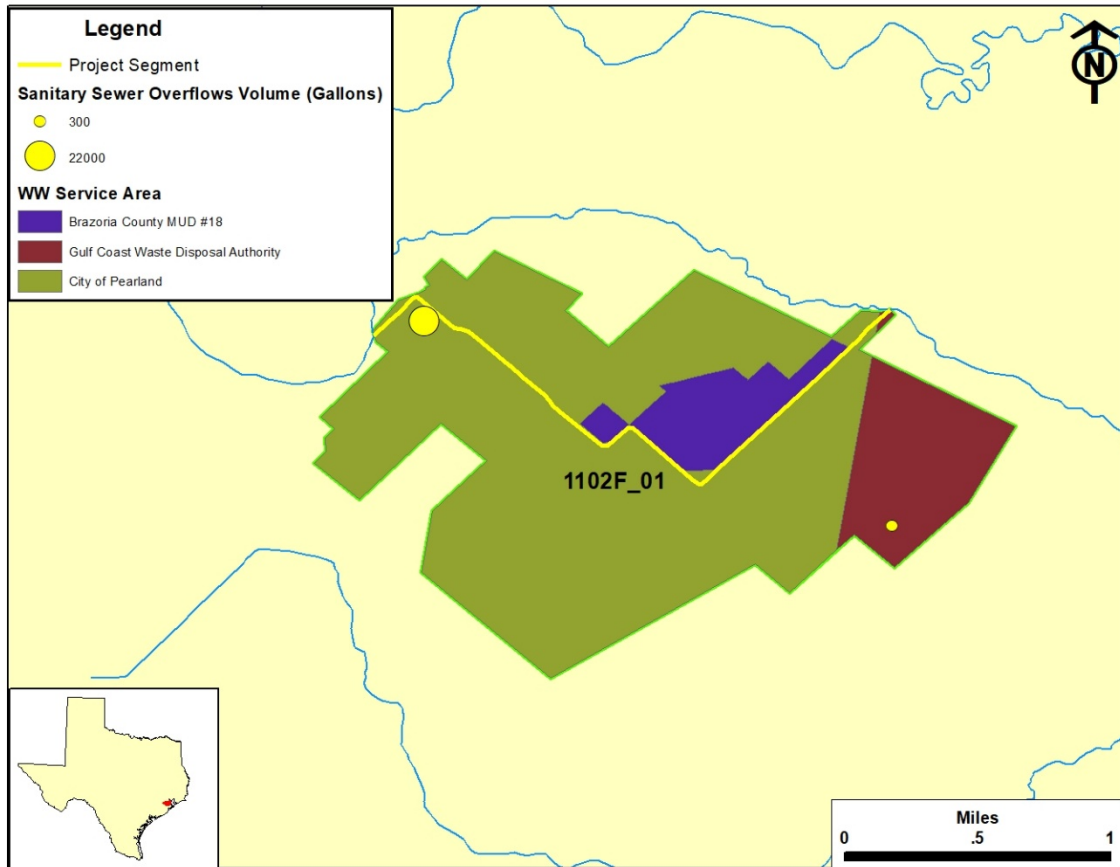 Legend
Project Segment
Sanitary Sewer Overflows Volume (Gallons)
300
22000
WW Service Area
Brazoria County MUD #18
Gulf Coast Waste Disposal Authority
City of Pearland
N
1102F_01
Miles
0 .5 1